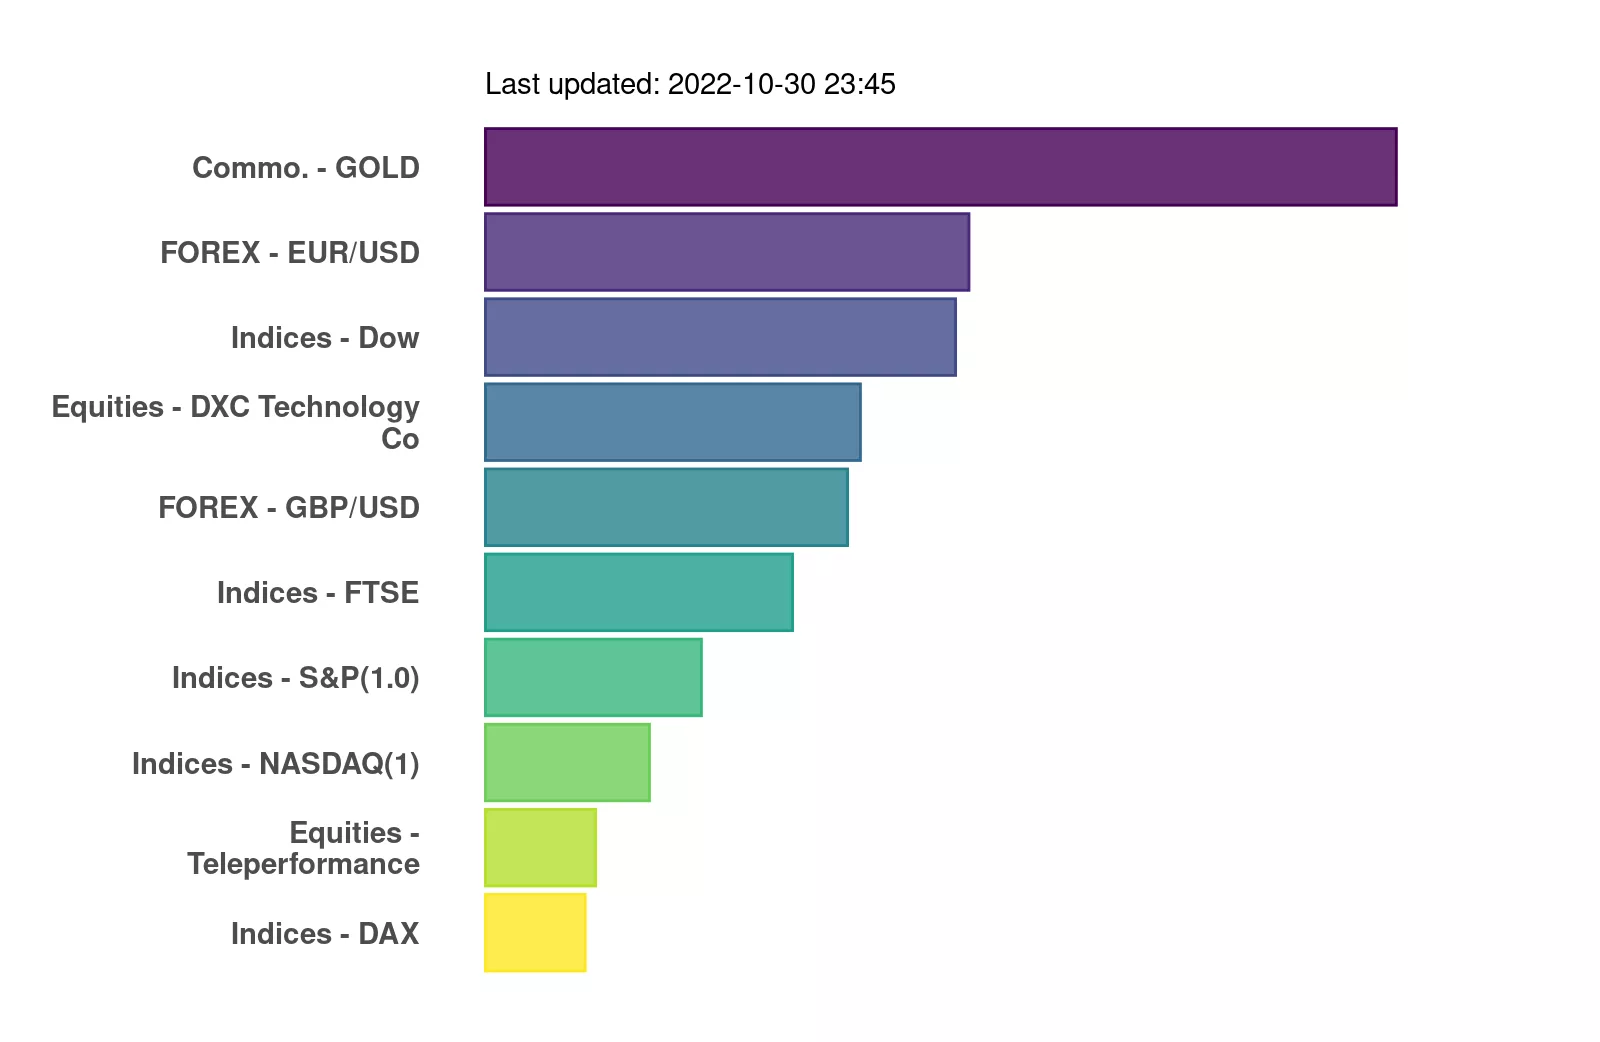 Last updated: 2022-10-30 23:45
Commo. - GOLD
FOREX - EUR/USD
Indices - Dow
Equities - DXC Technology
Co
FOREX - GBP/USD
Indices - FTSE
Indices - S&P(1.0)
Indices - NASDAQ(1)
Equities -
Teleperformance
Indices - DAX